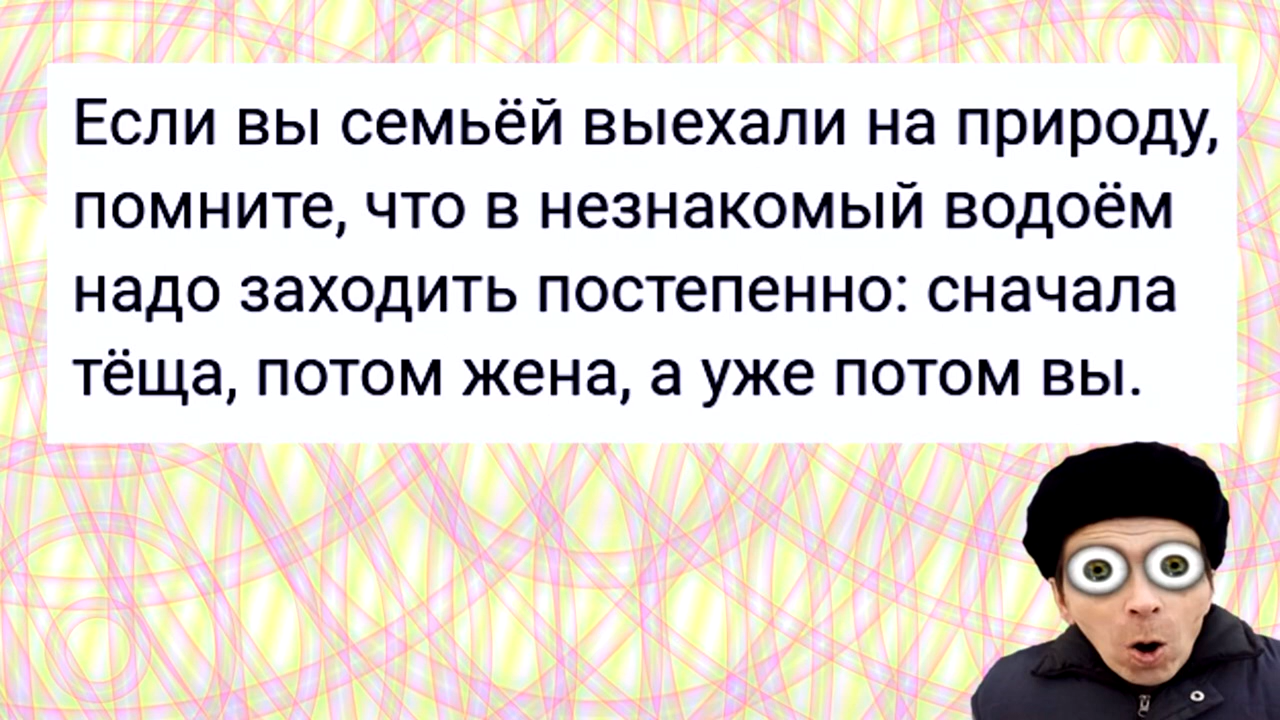 Если вы семьёй выехали на природу,
помните, что в незнакомый водоём
надо заходить постепенно: сначала
тёща, потом жена, а уже потом вы.